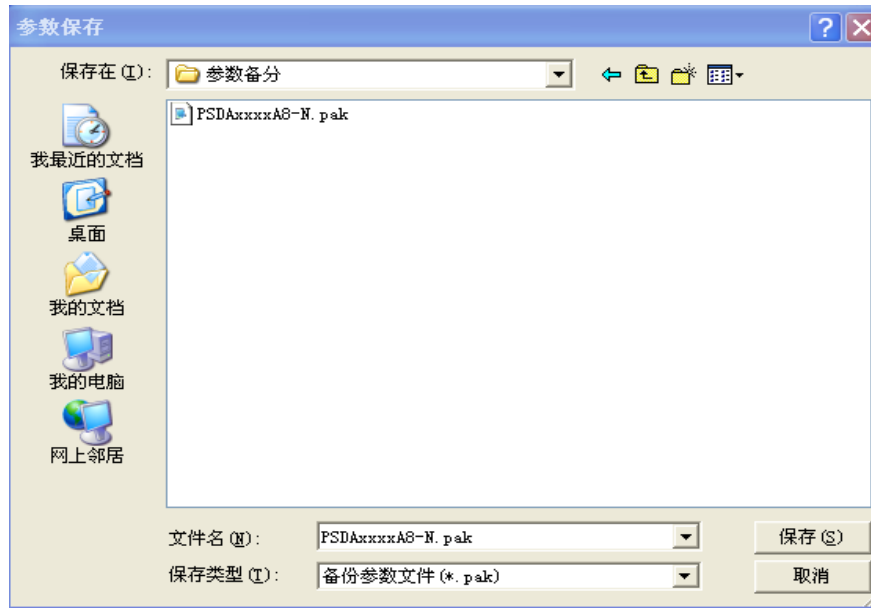 参数保存
保存在(I):
参数备分
PSDAxxxxA8-N.pak
我最近的文档
桌面
我的文档
我的电脑
网上邻居
文件名(N):
PSDAxxxxA8-N.pak
保存(S)
保存类型(T):
备份参数文件(*.pak)
取消